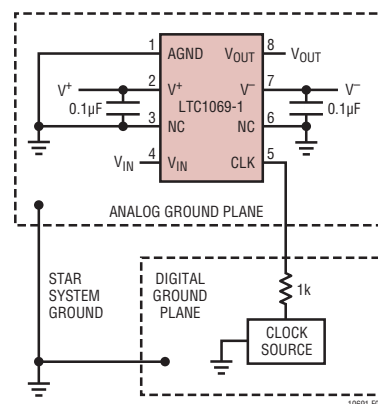 1 AGND VOUT 8 VOUT
V+ 2 V+ V– 7 V–
0.1µF LTC1069-1 0.1µF
3 NC NC 6
VIN 4 VIN CLK 5
ANALOG GROUND PLANE
STAR
SYSTEM
GROUND
DIGITAL
GROUND
PLANE
1k
CLOCK
SOURCE